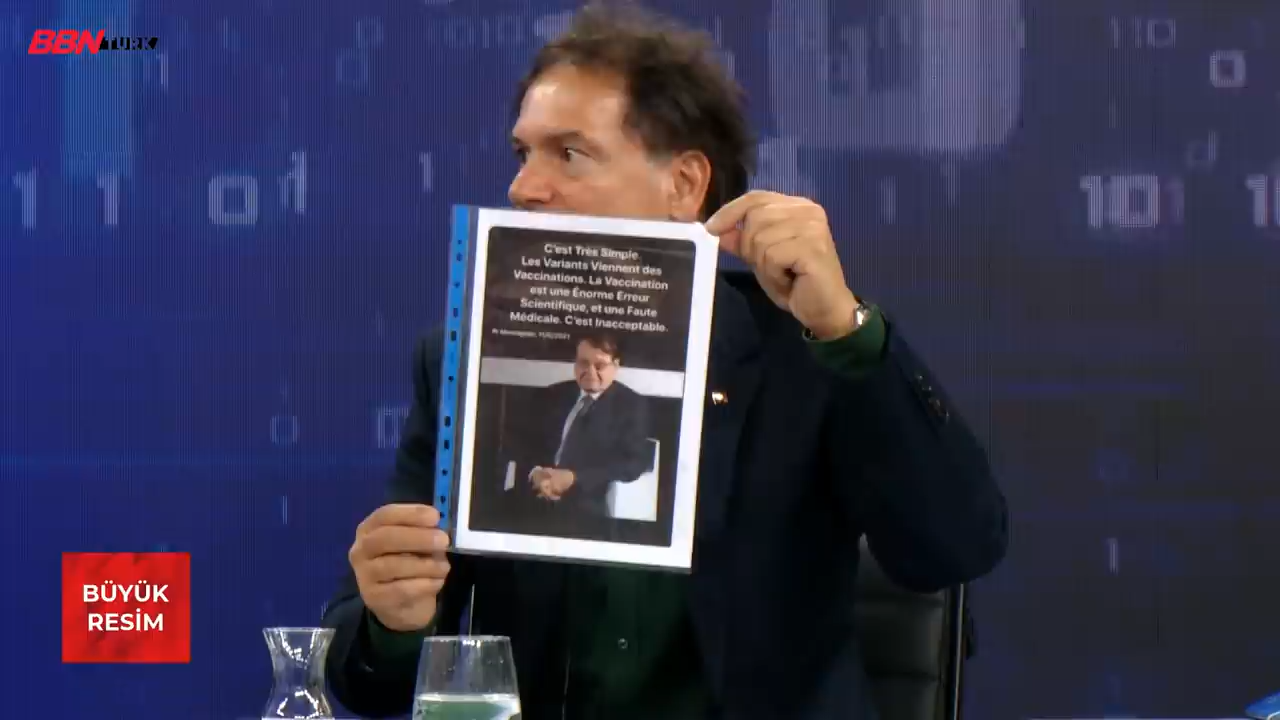 BBN TÜRK
C'est Très Simple.
Les Variants Viennent des
Vaccinations. La Vaccination
est une Énorme Erreur
Scientifique, et une Faute
Médicale. C'est Inacceptable.
BÜYÜK
RESİM